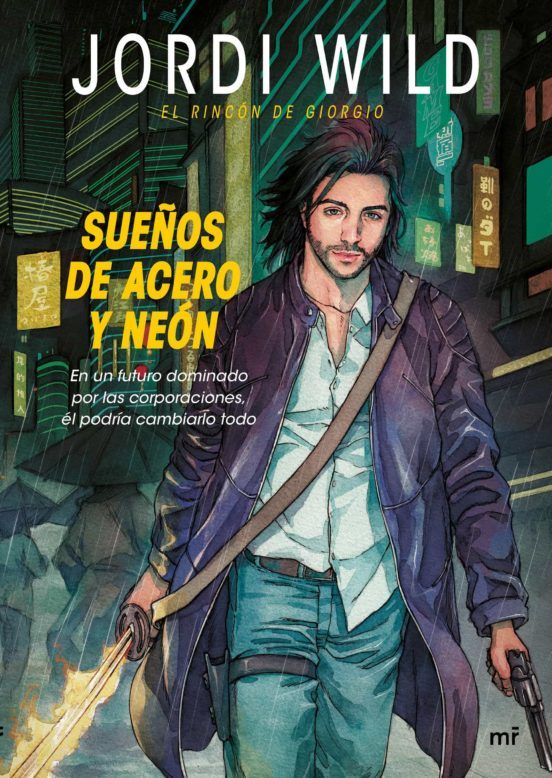 JORDI WILD
EL RINCÓN DE GIORGIO
SUEÑOS
DE ACERO
Y NEÓN
En un futuro dominado
por las corporaciones,
él podría cambiarlo todo
mr̄